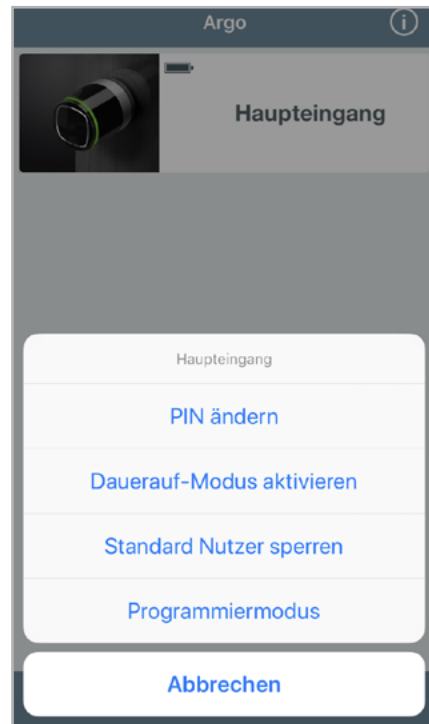 Argo
Haupteingang
Haupteingang
PIN ändern
Dauerauf-Modus aktivieren
Standard Nutzer sperren
Programmiermodus
Abbrechen